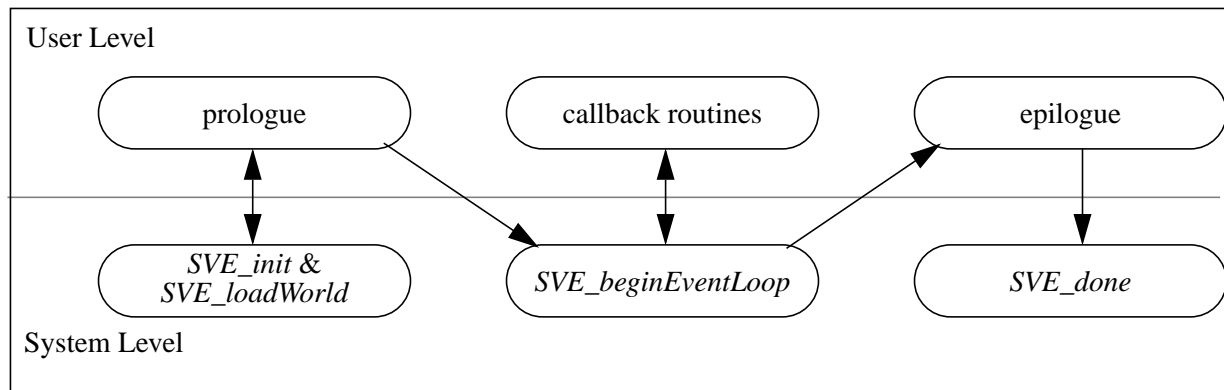 User Level
prologue
callback routines
epilogue
SVE_init &
SVE_loadWorld
SVE_beginEventLoop
SVE_done
System Level